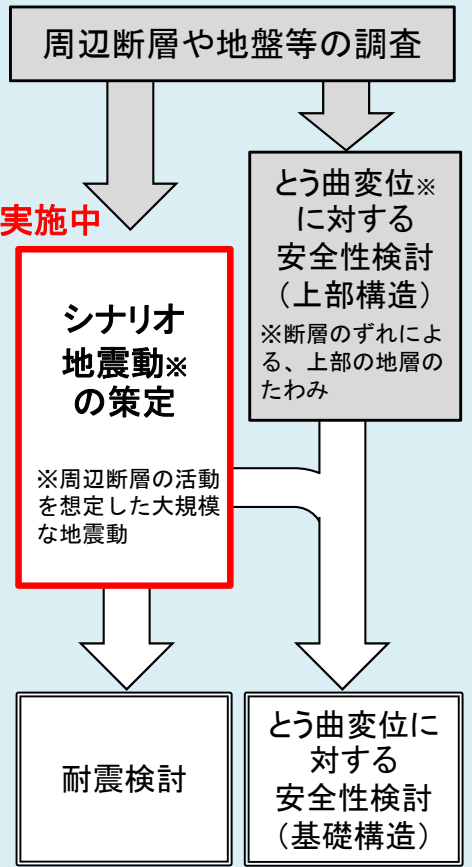 周辺断層や地盤等の調査
とう曲変位※
に対する
安全性検討
（上部構造）
※断層のずれによ
る、上部の地層の
たわみ
実施中
シナリオ
地震動※
の策定
※周辺断層の活動
を想定した大規模
な地震動
耐震検討
とう曲変位に
対する
安全性検討
（基礎構造）